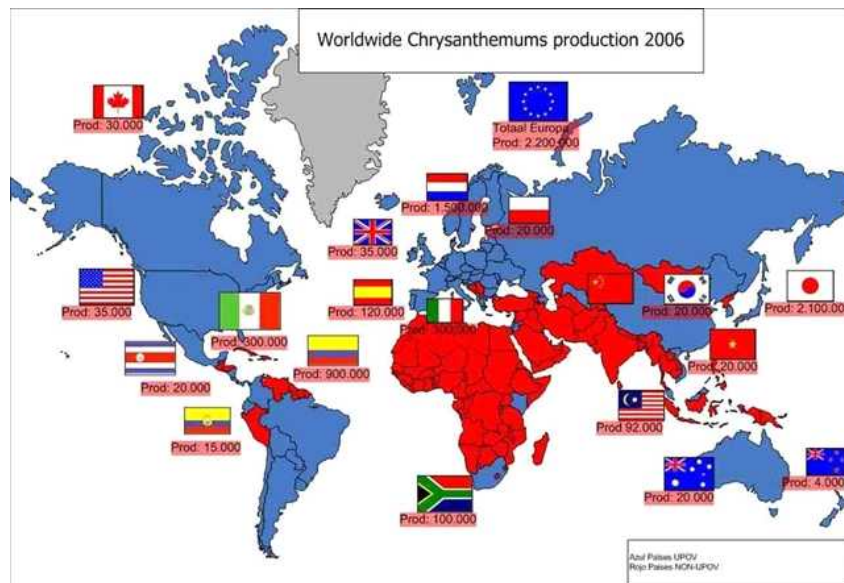 Worldwide Chrysanthemums production 2006
Prod: 30.000
Totaal Europa
Prod: 2.200.000
Prod: 1.500.000
Prod: 20.000
Prod: 35.000
Prod: 35.000
Prod: 120.000
Prod: 300.000
Prod: 20.000
Prod: 2.100.000
Prod: 300.000
Prod: 20.000
Prod: 900.000
Prod: 20.000
Prod 92.000
Prod: 15.000
Prod: 100.000
Prod: 20.000
Prod: 4.000
Azul Paises UPOV
Rojo Paises NON-UPOV